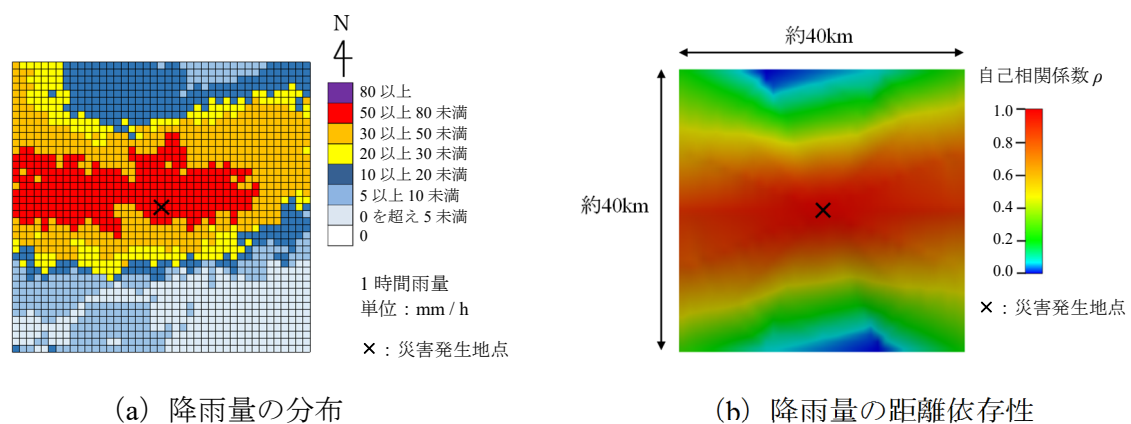 N
80 以上
50 以上 80 未満
30 以上 50 未満
20 以上 30 未満
10 以上 20 未満
5 以上 10 未満
0 を超え 5 未満
0
1 時間雨量
単位：mm / h
×：災害発生地点
(a) 降雨量の分布
約40km
約40km
自己相関係数 ρ
1.0
0.8
0.6
0.4
0.2
0.0
×：災害発生地点
(b) 降雨量の距離依存性